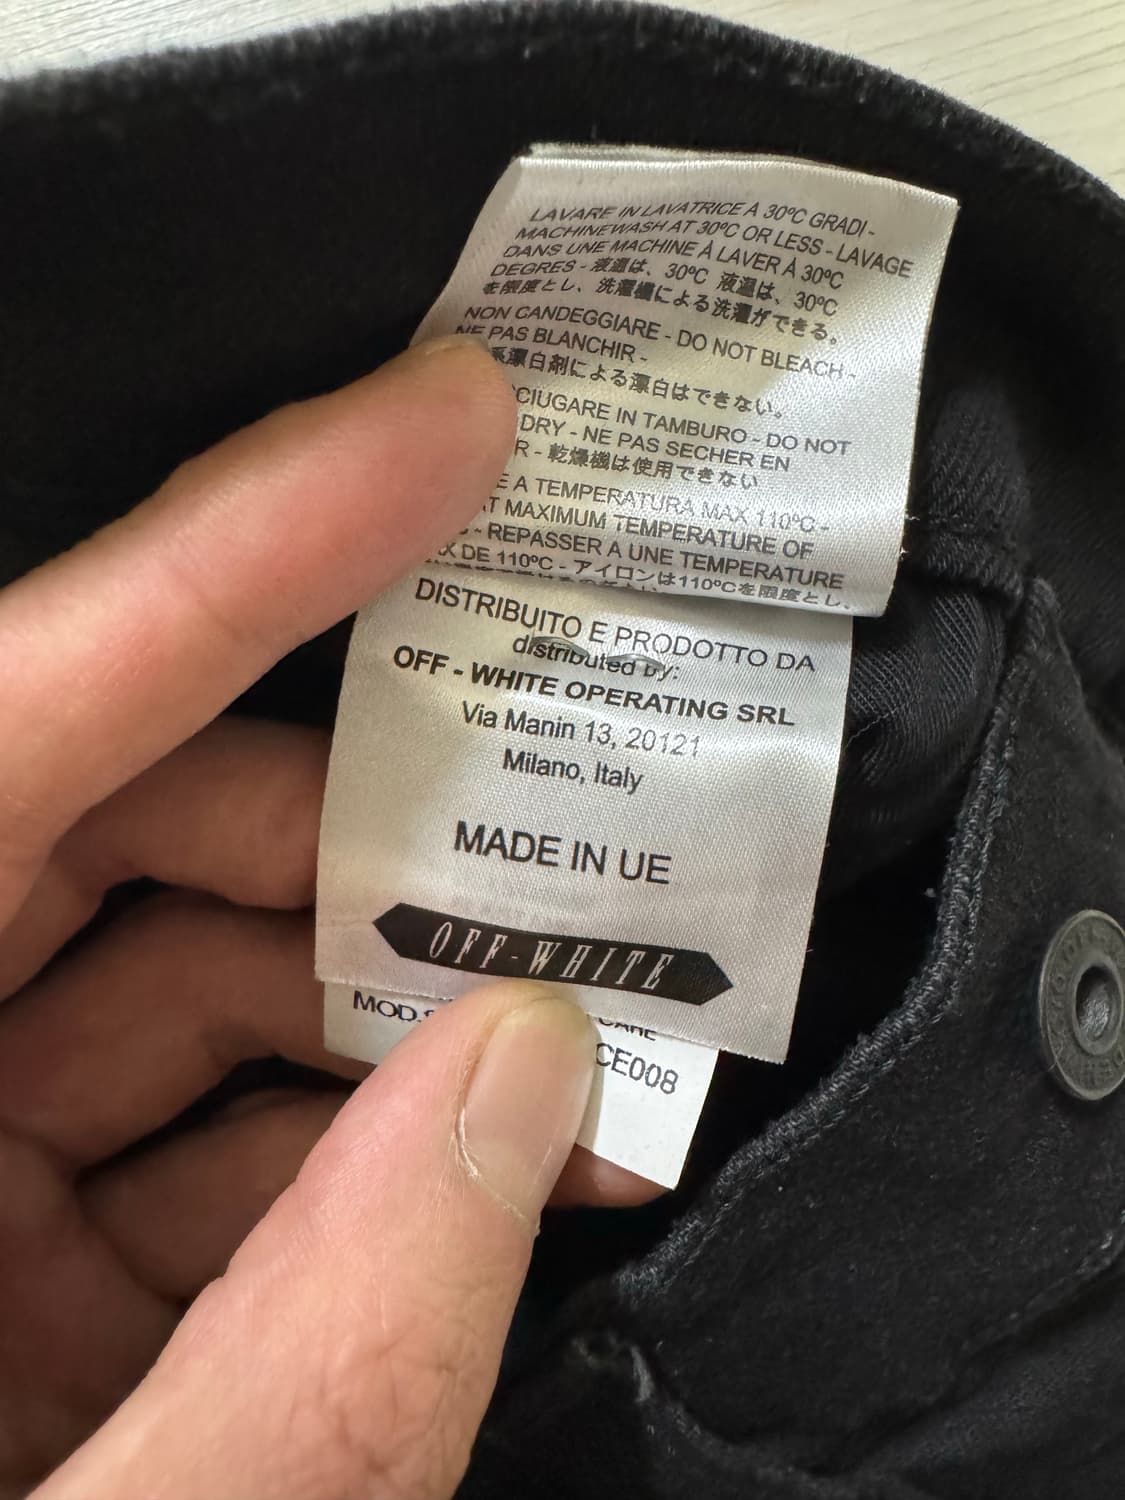 LAVARE IN LAVATRICE A 30°C GRADI -
MACHINEWASH AT 30°C OR LESS - LAVAGE
DANS UNE MACHINE À LAVER À 30°C
DEGRES - 液温は、30°C 液温は、30°C
を限度とし、洗濯機による洗濯ができる。
NON CANDEGGIARE - DO NOT BLEACH -
NE PAS BLANCHIR -
系漂白剤による漂白はできない。
CIUGARE IN TAMBURO - DO NOT
DRY - NE PAS SECHER EN
R - 乾燥機は使用できない
E A TEMPERATURA MAX 110°C -
AT MAXIMUM TEMPERATURE OF
- REPASSER A UNE TEMPERATURE
X DE 110°C - アイロンは110°Cを限度とし、
DISTRIBUITO E PRODOTTO DA
distributed by:
OFF - WHITE OPERATING SRL
Via Manin 13, 20121
Milano, Italy
MADE IN UE
OFF-WHITE
MOD.
CARE
CE008